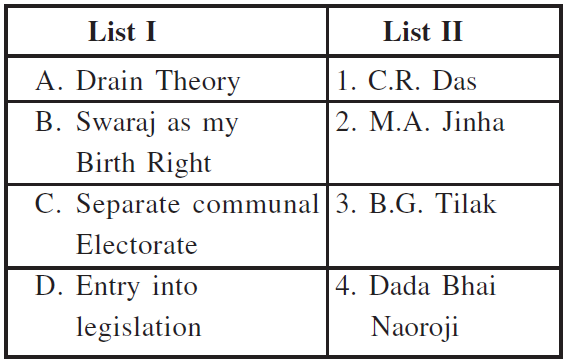 List I List II
A. Drain Theory 1. C.R. Das
B. Swaraj as my 2. M.A. Jinha
Birth Right
C. Separate communal 3. B.G. Tilak
Electorate
D. Entry into 4. Dada Bhai
legislation Naoroji